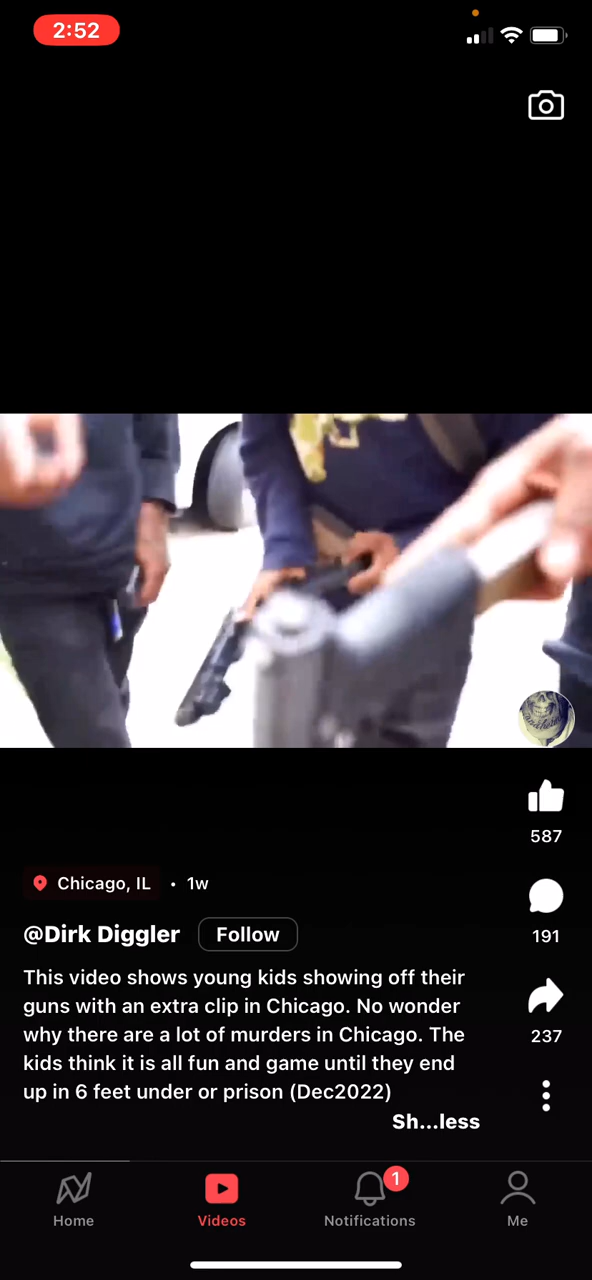 2:52
587
Chicago, IL • 1w
191
@Dirk Diggler Follow
This video shows young kids showing off their
guns with an extra clip in Chicago. No wonder
why there are a lot of murders in Chicago. The
237
kids think it is all fun and game until they end
up in 6 feet under or prison (Dec2022)
Sh...less
1
Home Videos Notifications Me